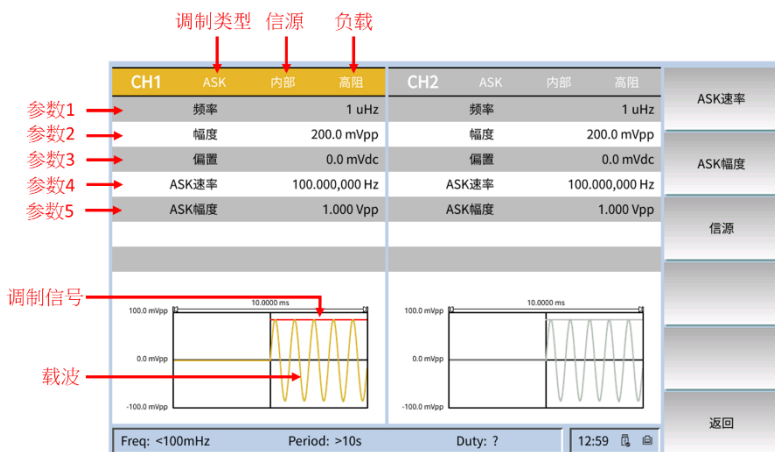 调制类型 信源 负载
CH1 ASK 内部 高阻 CH2 ASK 内部 高阻
ASK速率
参数1 频率 1 uHz 频率 1 uHz
参数2 幅度 200.0 mVpp 幅度 200.0 mVpp
参数3 偏置 0.0 mVdc 偏置 0.0 mVdc
ASK幅度
参数4 ASK速率 100.000,000 Hz ASK速率 100.000,000 Hz
参数5 ASK幅度 1.000 Vpp ASK幅度 1.000 Vpp
信源
调制信号
10.0000 ms 10.0000 ms
100.0 mVpp 100.0 mVpp
0.0 mVpp 0.0 mVpp
载波
-100.0 mVpp -100.0 mVpp
返回
Freq: <100mHz Period: >10s Duty: ? 12:59